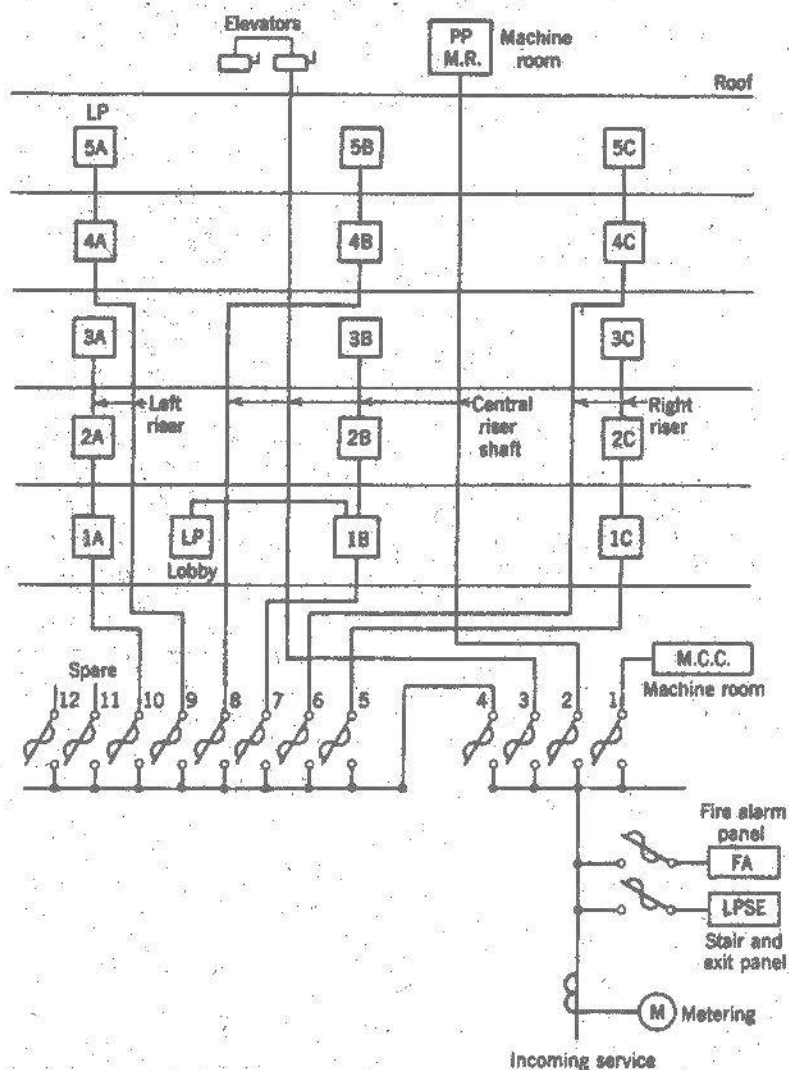 Elevators
PP
M.R.
Machine
room
Roof
LP
5A
5B
5C
4A
4B
4C
3A
3B
3C
Left
riser
Central
riser
shaft
Right
riser
2A
2B
2C
1A
LP
Lobby
1B
1C
M.C.C.
Machine room
Spare
12 11 10 9 8 7 6 5 4 3 2 1
Fire alarm
panel
FA
LPSE
Stair and
exit panel
M
Metering
Incoming service